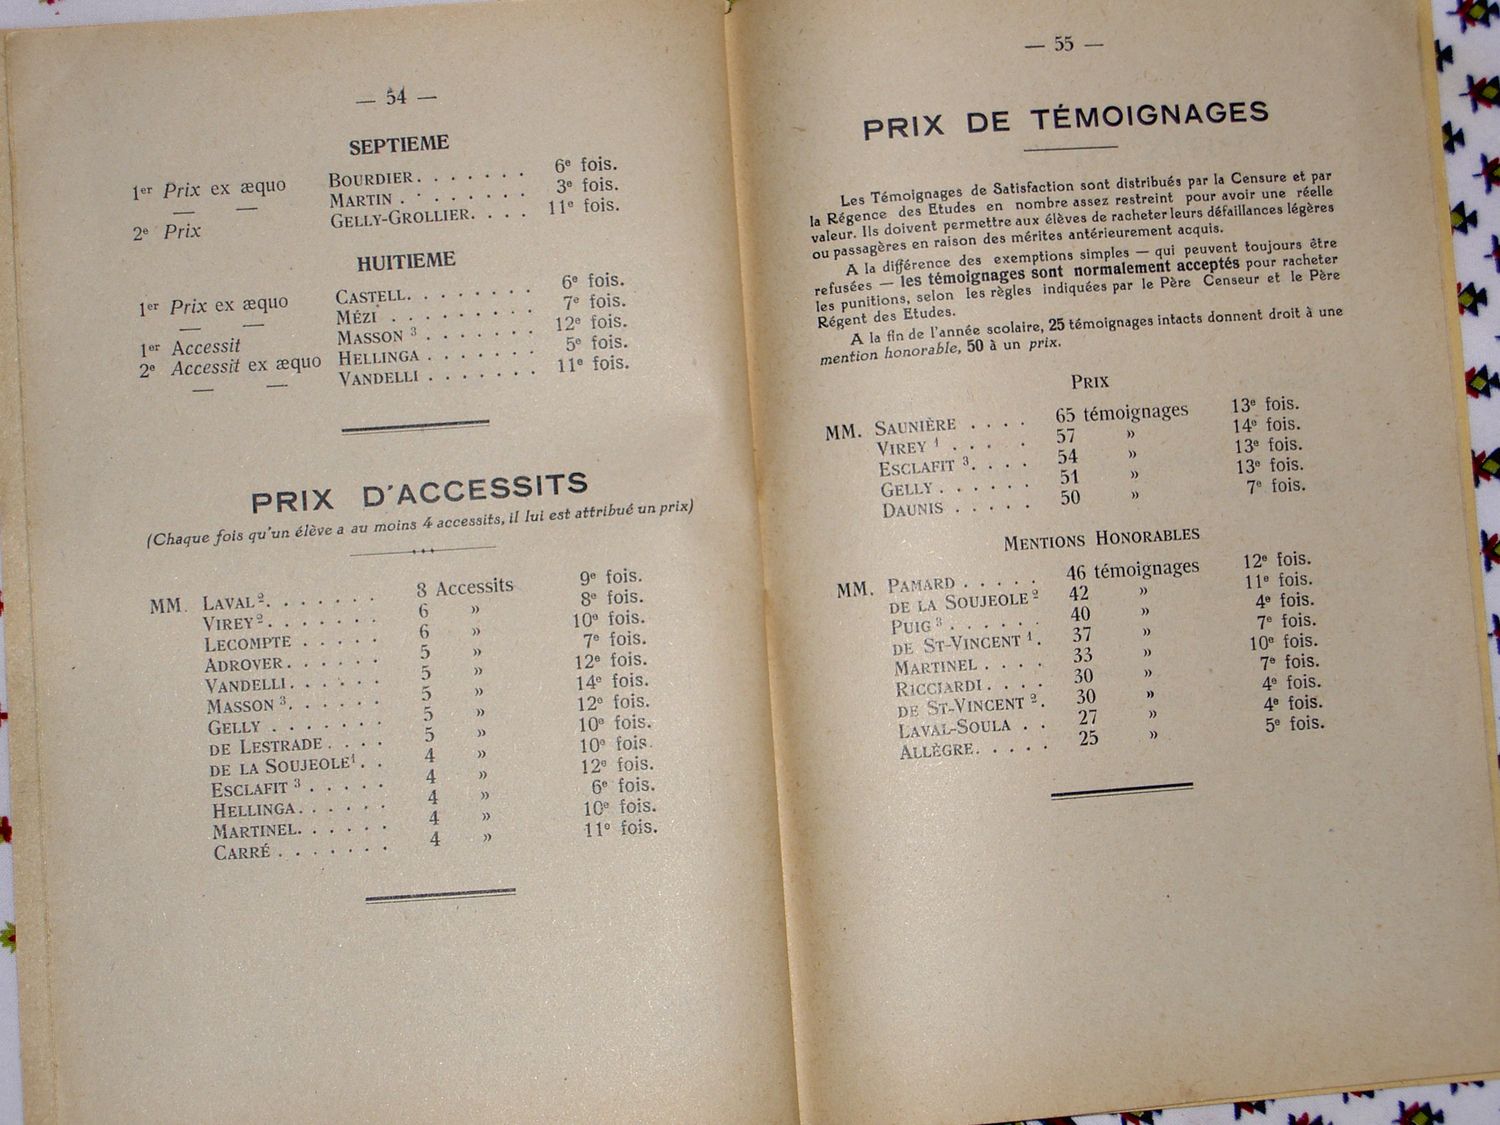 — 54 —
SEPTIEME
1er Prix ex æquo BOURDIER. . . . . . . 6e fois.
— — MARTIN . . . . . . . 3e fois.
2e Prix GELLY-GROLLIER. . . . 11e fois.
HUITIEME
1er Prix ex æquo CASTELL. . . . . . . . 6e fois.
— — MÉZI . . . . . . . . . 7e fois.
1er Accessit MASSON 3 . . . . . . . 12e fois.
2e Accessit ex æquo HELLINGA . . . . . . . 5e fois.
— — VANDELLI . . . . . . . 11e fois.
PRIX D'ACCESSITS
(Chaque fois qu'un élève a au moins 4 accessits, il lui est attribué un prix)
MM. LAVAL 2. . . . . . . 8 Accessits 9e fois.
VIREY 2. . . . . . . 6 » 8e fois.
LECOMPTE . . . . . 6 » 10e fois.
ADROVER. . . . . . 5 » 7e fois.
VANDELLI. . . . . . 5 » 12e fois.
MASSON 3. . . . . . 5 » 14e fois.
GELLY . . . . . . . 5 » 12e fois.
DE LESTRADE . . . . 5 » 10e fois.
DE LA SOUJEOLE 1. . 4 » 10e fois.
ESCLAFIT 3 . . . . . 4 » 12e fois.
HELLINGA. . . . . . 4 » 6e fois.
MARTINEL. . . . . . 4 » 10e fois.
CARRÉ . . . . . . . 4 » 11e fois.
— 55 —
PRIX DE TÉMOIGNAGES
Les Témoignages de Satisfaction sont distribués par la Censure et par
la Régence des Etudes en nombre assez restreint pour avoir une réelle
valeur. Ils doivent permettre aux élèves de racheter leurs défaillances légères
ou passagères en raison des mérites antérieurement acquis.
A la différence des exemptions simples — qui peuvent toujours être
refusées — les témoignages sont normalement acceptés pour racheter
les punitions, selon les règles indiquées par le Père Censeur et le Père
Régent des Etudes.
A la fin de l'année scolaire, 25 témoignages intacts donnent droit à une
mention honorable, 50 à un prix.
PRIX
MM. SAUNIÈRE . . . . 65 témoignages 13e fois.
VIREY 1 . . . . 57 » 14e fois.
ESCLAFIT 3. . . . 54 » 13e fois.
GELLY . . . . . . 51 » 13e fois.
DAUNIS . . . . . 50 » 7e fois.
MENTIONS HONORABLES
MM. PAMARD . . . . . 46 témoignages 12e fois.
DE LA SOUJEOLE 2 42 » 11e fois.
PUIG 3 . . . . . . 40 » 4e fois.
DE ST-VINCENT 1 . 37 » 7e fois.
MARTINEL . . . . 33 » 10e fois.
RICCIARDI . . . . 30 » 7e fois.
DE ST-VINCENT 2. 30 » 4e fois.
LAVAL-SOULA . . 27 » 4e fois.
ALLÈGRE. . . . . 25 » 5e fois.